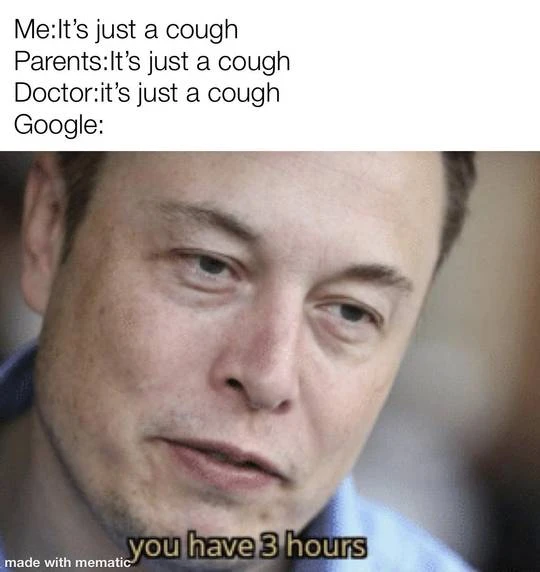 Me:It's just a cough
Parents:It's just a cough
Doctor:it's just a cough
Google:
you have 3 hours
made with mematic